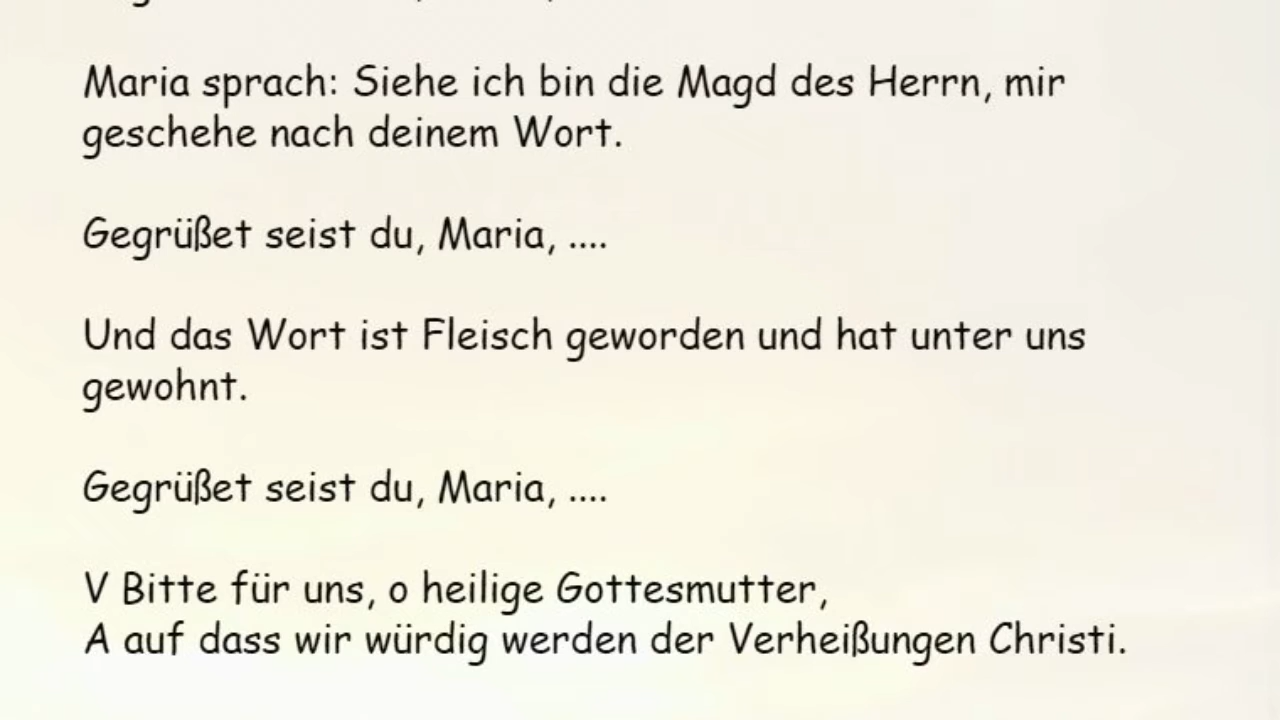 Maria sprach: Siehe ich bin die Magd des Herrn, mir
geschehe nach deinem Wort.
Gegrüßet seist du, Maria, ....
Und das Wort ist Fleisch geworden und hat unter uns
gewohnt.
Gegrüßet seist du, Maria, ....
V Bitte für uns, o heilige Gottesmutter,
A auf dass wir würdig werden der Verheißungen Christi.